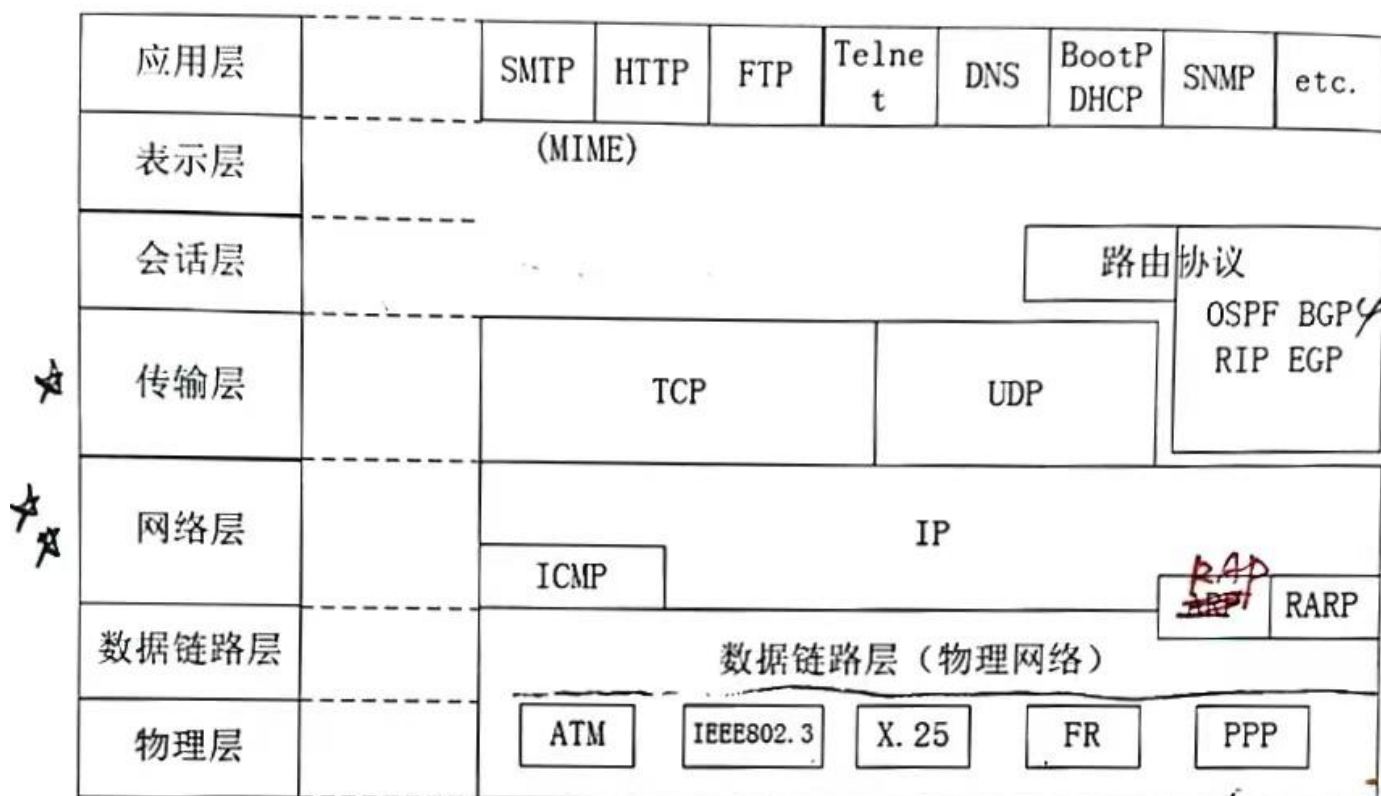 应用层
SMTP
HTTP
FTP
Telne
t
DNS
BootP
DHCP
SNMP
etc.
表示层
(MIME)
会话层
路由协议
OSPF BGP4
RIP EGP
传输层
TCP
UDP
网络层
IP
ICMP
RAP
RARP
数据链路层
数据链路层（物理网络）
物理层
ATM
IEEE802.3
X.25
FR
PPP